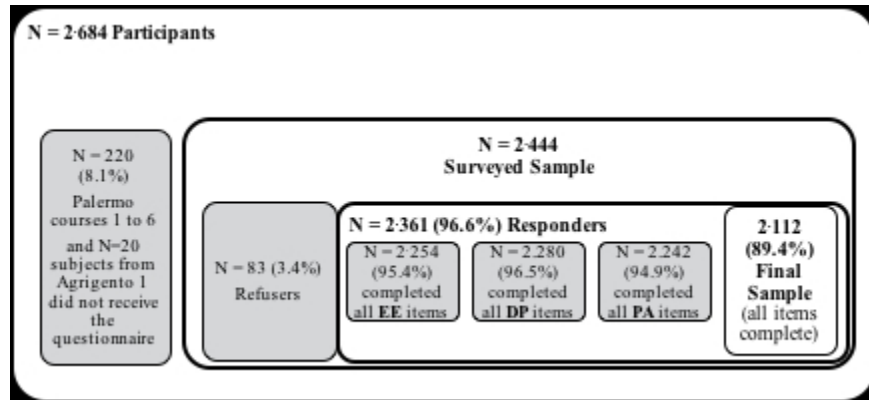 N = 2·684 Participants
N = 220
(8.1%)
Palermo
courses 1 to 6
and N=20
subjects from
Agrigento 1
did not receive
the
questionnaire
N = 2·444
Surveyed Sample
N = 83 (3.4%)
Refusers
N = 2·361 (96.6%) Responders
N = 2·254
(95.4%)
completed
all EE items
N = 2.280
(96.5%)
completed
all DP items
N = 2.242
(94.9%)
completed
all PA items
2·112
(89.4%)
Final
Sample
(all items
complete)